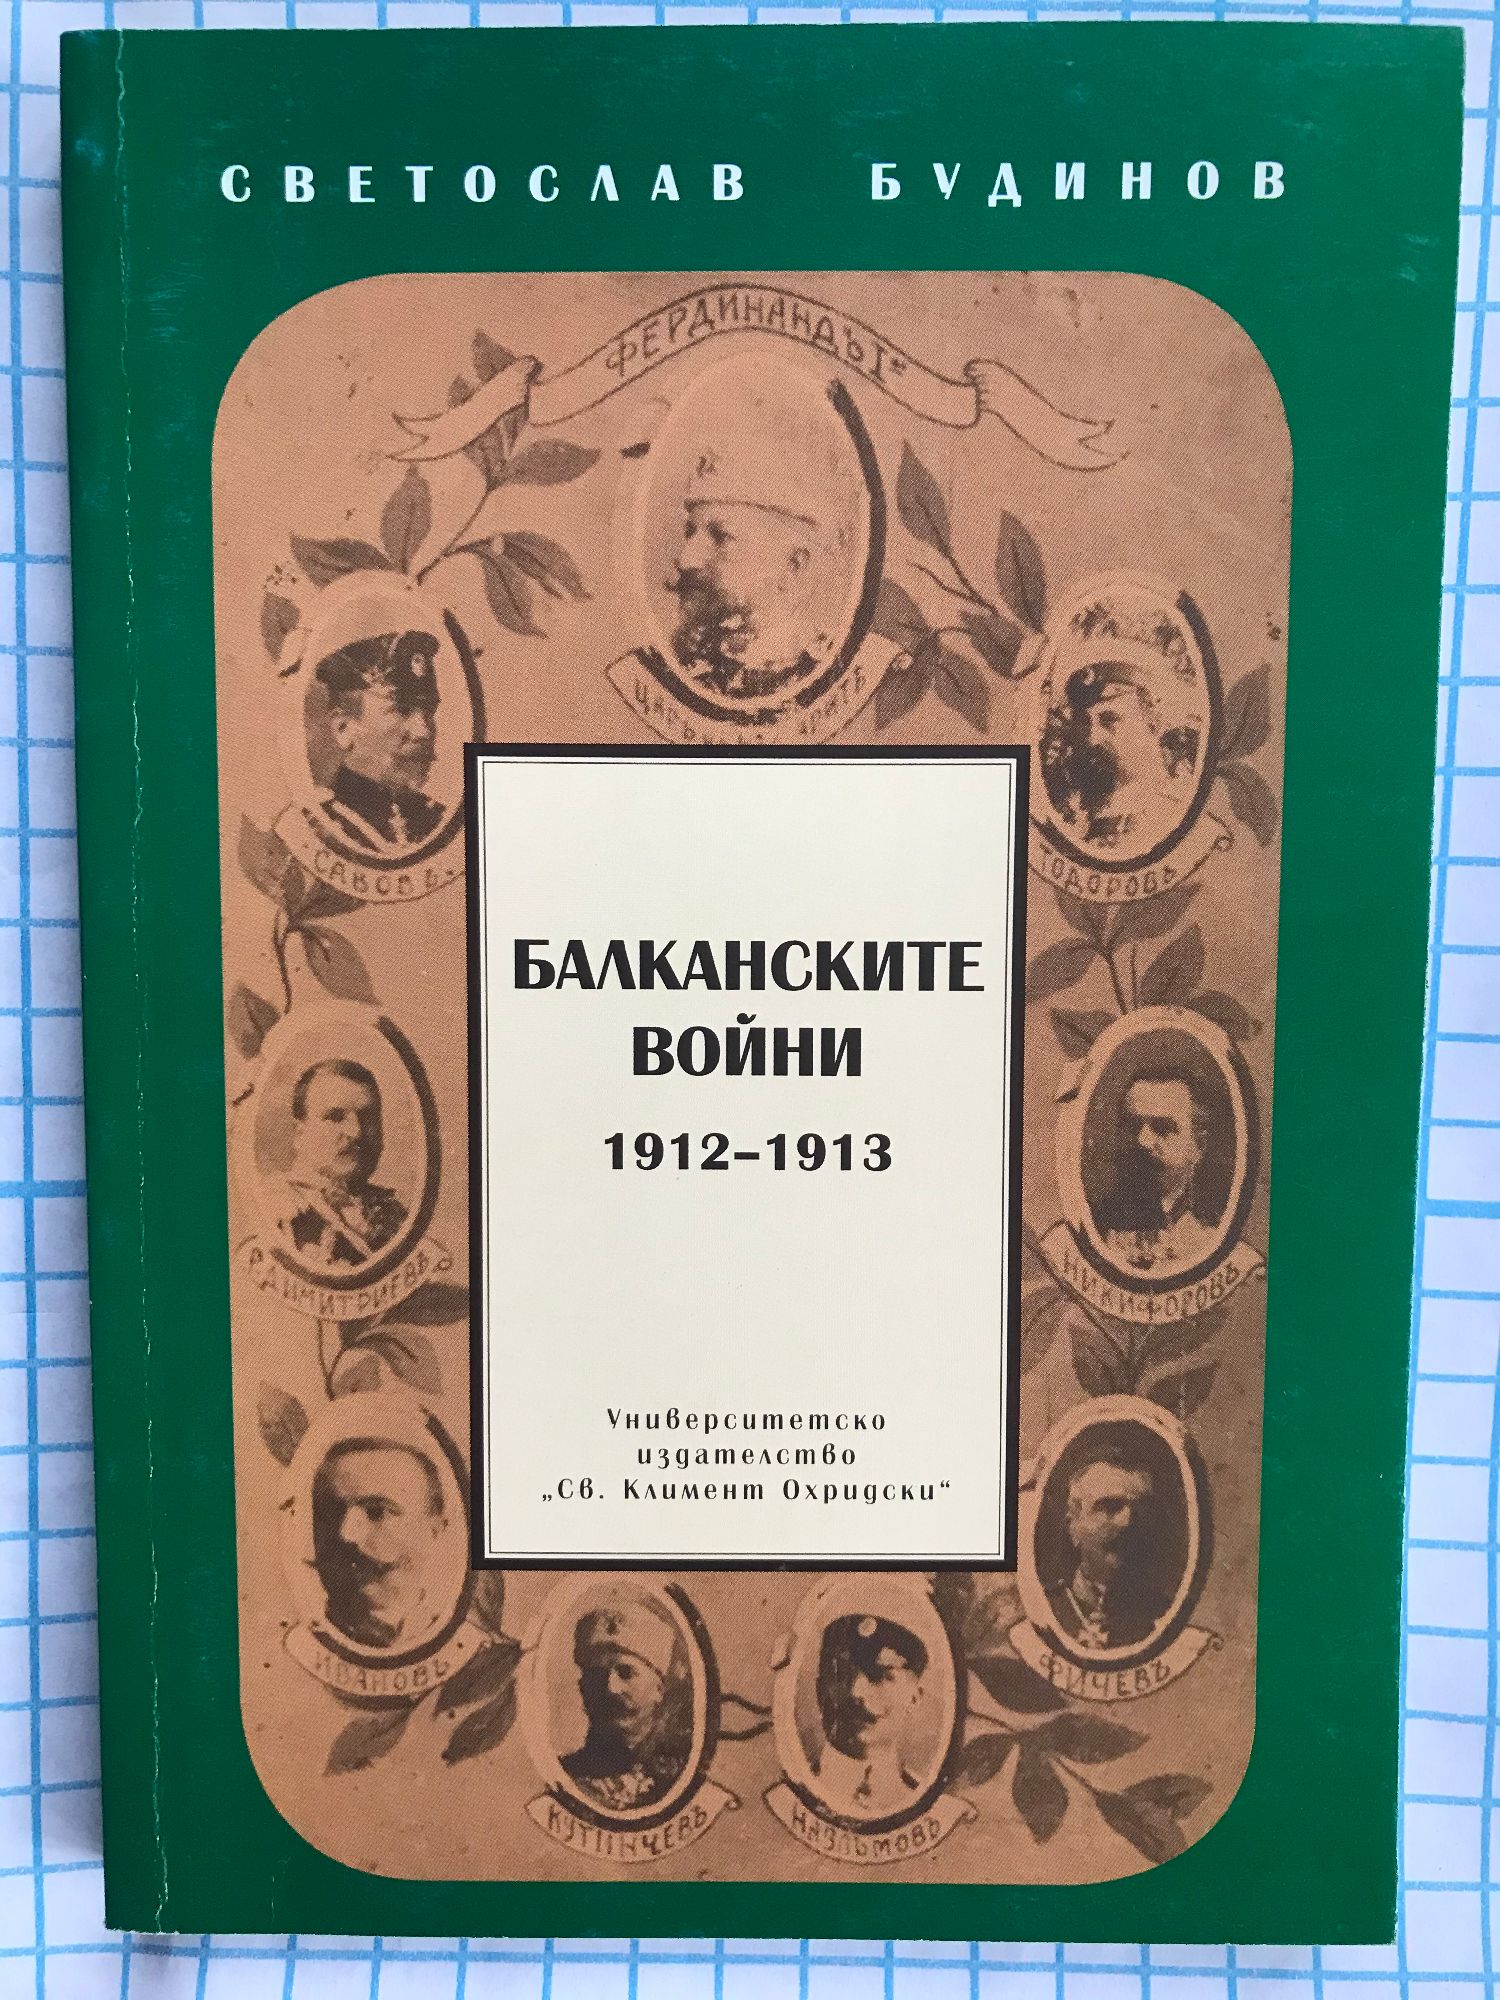 СВЕТОСЛАВ БУДИНОВ
ФЕРДИНАНДЪ I
САВОВЪ
ТОДОРОВЪ
БАЛКАНСКИТЕ
ВОЙНИ
1912–1913
Р.ДИМИТРИЕВЪ
НИКИФОРОВЪ
Университетско
издателство
„Св. Климент Охридски“
ИВАНОВЪ
ФИЧЕВЪ
КУТИНЧЕВЪ